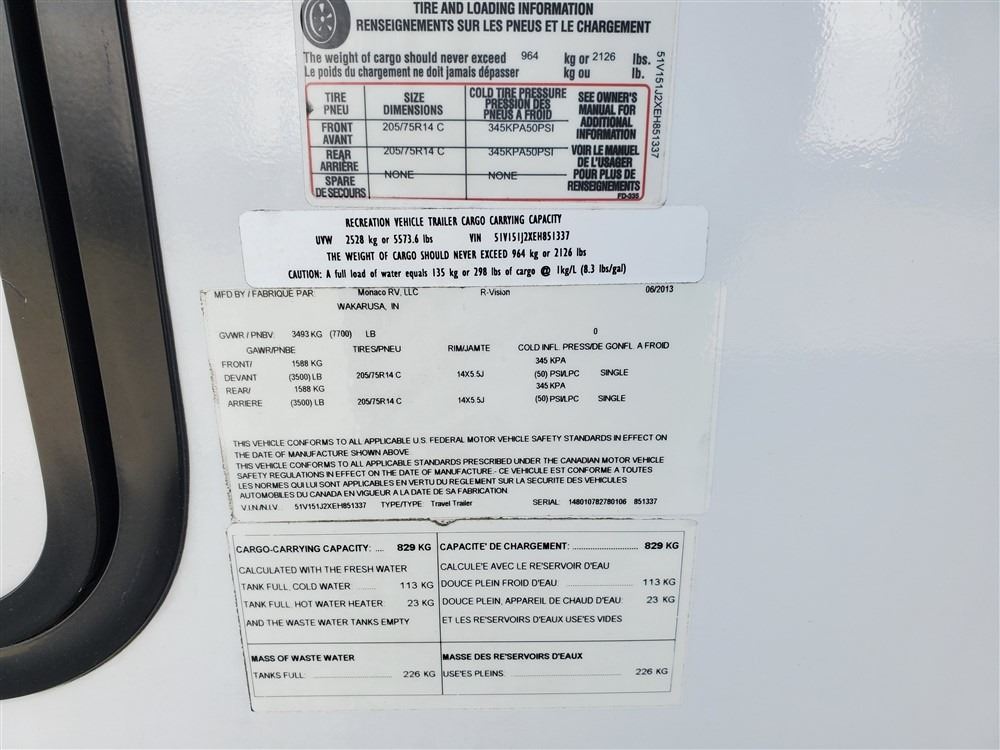 TIRE AND LOADING INFORMATION
RENSEIGNEMENTS SUR LES PNEUS ET LE CHARGEMENT
The weight of cargo should never exceed 964 kg or 2126 lbs.
Le poids du chargement ne doit jamais dépasser kg ou lb.
TIRE PNEU SIZE DIMENSIONS COLD TIRE PRESSURE PRESSION DES PNEUS A FROID SEE OWNER'S MANUAL FOR ADDITIONAL INFORMATION
FRONT AVANT 205/75R14 C 345KPA50PSI
REAR ARRIÈRE 205/75R14 C 345KPA50PSI VOIR LE MANUEL DE L'USAGER POUR PLUS DE RENSEIGNEMENTS
SPARE DE SECOURS NONE NONE
FD-335
51V151J2XEH851337
RECREATION VEHICLE TRAILER CARGO CARRYING CAPACITY
UVW 2528 kg or 5573.6 lbs VIN 51V151J2XEH851337
THE WEIGHT OF CARGO SHOULD NEVER EXCEED 964 kg or 2126 lbs
CAUTION: A full load of water equals 135 kg or 298 lbs of cargo @ 1kg/L (8.3 lbs/gal)
MFD BY / FABRIQUE PAR Monaco RV, LLC R-Vision 06/2013
WAKARUSA, IN
GVWR / PNBV 3493 KG (7700) LB 0
GAWR/PNBE TIRES/PNEU RIM/JAMTE COLD INFL. PRESS/DE GONFL. A FROID
FRONT/ 1588 KG 345 KPA
DEVANT (3500) LB 205/75R14 C 14X5.5J (50) PSI/LPC SINGLE
REAR/ 1588 KG 345 KPA
ARRIERE (3500) LB 205/75R14 C 14X5.5J (50) PSI/LPC SINGLE
THIS VEHICLE CONFORMS TO ALL APPLICABLE U.S. FEDERAL MOTOR VEHICLE SAFETY STANDARDS IN EFFECT ON
THE DATE OF MANUFACTURE SHOWN ABOVE
THIS VEHICLE CONFORMS TO ALL APPLICABLE STANDARDS PRESCRIBED UNDER THE CANADIAN MOTOR VEHICLE
SAFETY REGULATIONS IN EFFECT ON THE DATE OF MANUFACTURE - CE VEHICULE EST CONFORME A TOUTES
LES NORMES QUI LUI SONT APPLICABLES EN VERTU DU REGLEMENT SUR LA SECURITE DES VEHICULES
AUTOMOBILES DU CANADA EN VIGUEUR A LA DATE DE SA FABRICATION.
V.I.N./N.I.V. 51V151J2XEH851337 TYPE/TYPE: Travel Trailer SERIAL: 148010782780106 851337
CARGO-CARRYING CAPACITY: .... 829 KG CAPACITE' DE CHARGEMENT: ........ 829 KG
CALCULATED WITH THE FRESH WATER CALCULE'E AVEC LE RE'SERVOIR D'EAU
TANK FULL, COLD WATER: ........ 113 KG DOUCE PLEIN FROID D'EAU: ........ 113 KG
TANK FULL, HOT WATER HEATER: 23 KG DOUCE PLEIN, APPAREIL DE CHAUD D'EAU: 23 KG
AND THE WASTE WATER TANKS EMPTY ET LES RE'SERVOIRS D'EAUX USE'ES VIDES
MASS OF WASTE WATER MASSE DES RE'SERVOIRS D'EAUX
TANKS FULL: ........ 226 KG USE'ES PLEINS: ........ 226 KG